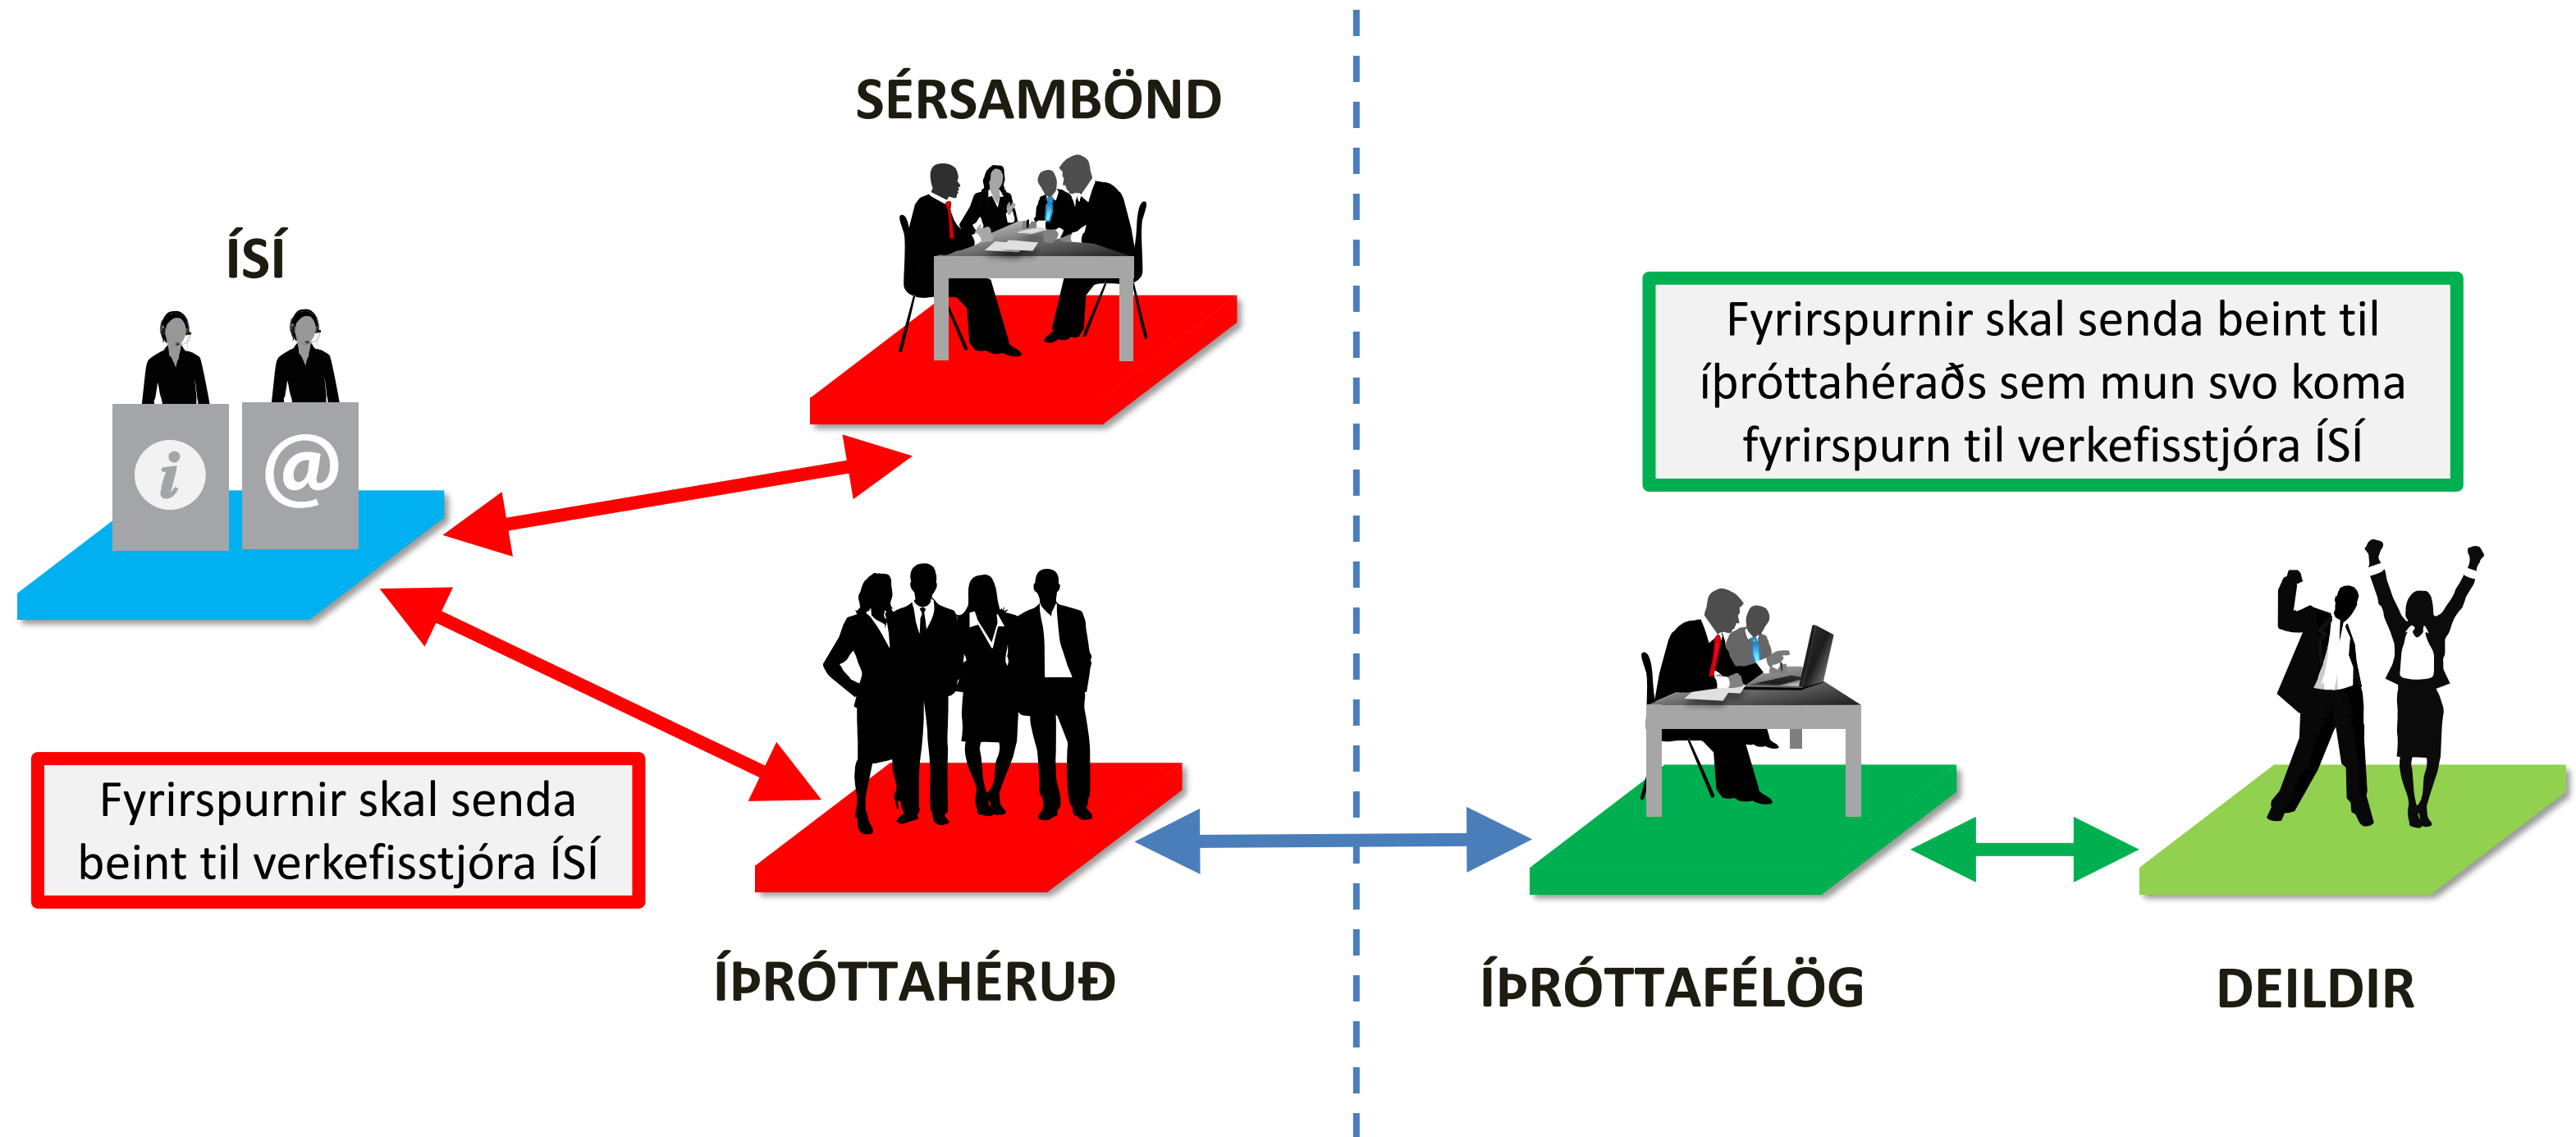 SÉRSAMBÖND
ÍSÍ
i
@
Fyrirspurnir skal senda beint til
íþróttahéraðs sem mun svo koma
fyrirspurn til verkefisstjóra ÍSÍ
Fyrirspurnir skal senda
beint til verkefisstjóra ÍSÍ
ÍÞRÓTTAHÉRUÐ
ÍÞRÓTTAFÉLÖG
DEILDIR